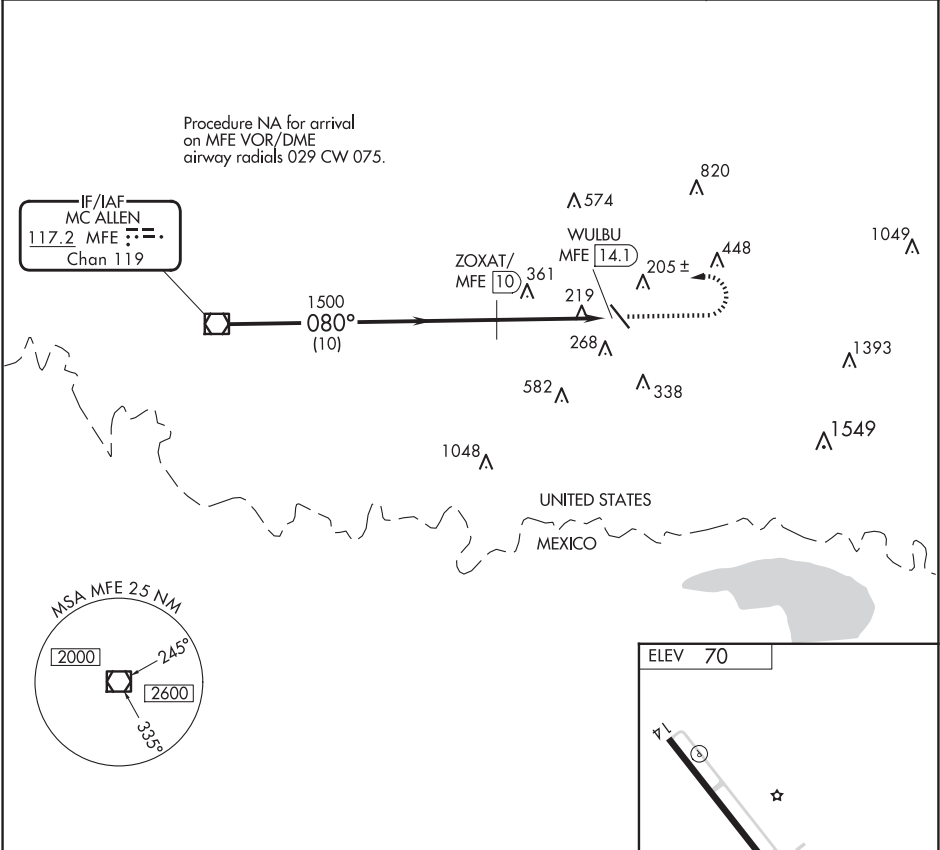 Procedure NA for arrival
on MFE VOR/DME
airway radials 029 CW 075.
IF/IAF
MC ALLEN
117.2 MFE
Chan 119
820
574
WULBU
MFE 14.1
1049
448
205 ±
ZOXAT/
MFE 10
361
219
1500
080°
(10)
268
1393
582
338
1549
1048
UNITED STATES
MEXICO
MSA MFE 25 NM
2000
245°
2600
335°
ELEV 70
14
P